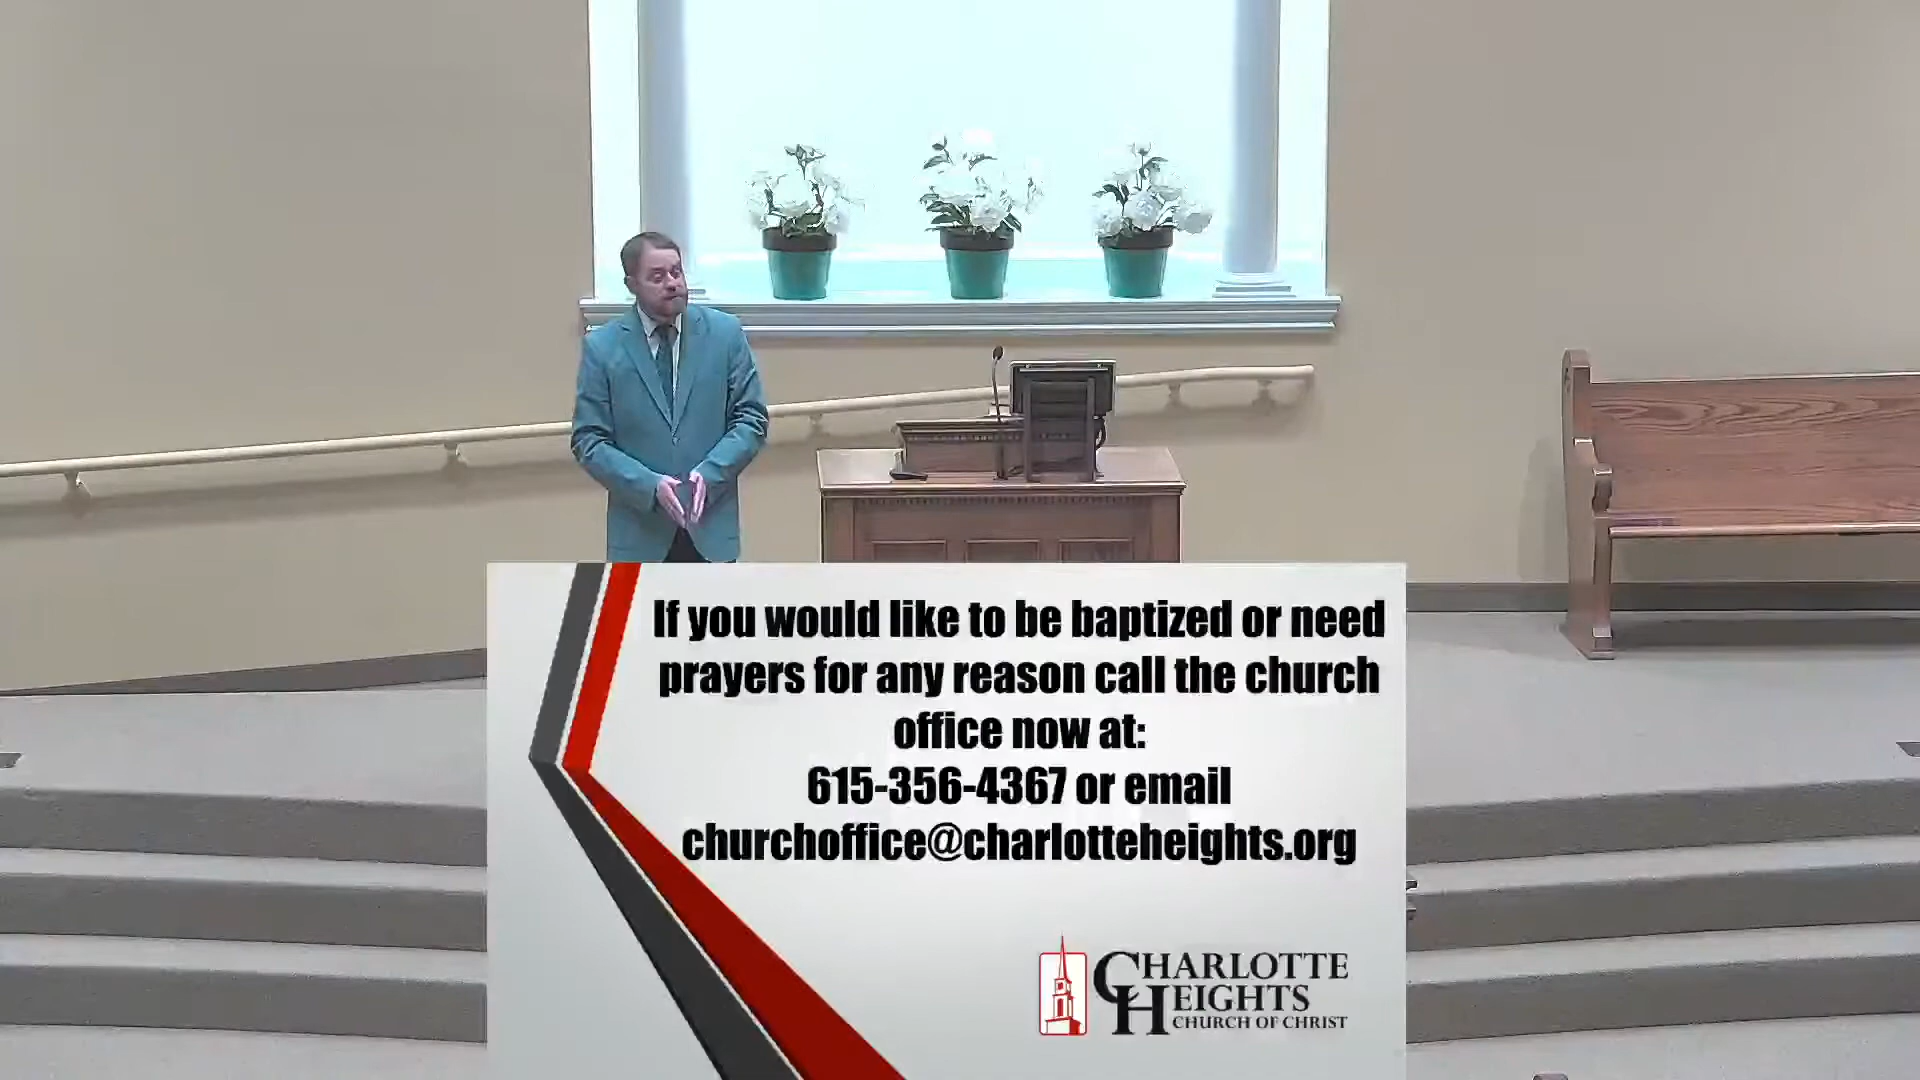 If you would like to be baptized or need
prayers for any reason call the church
office now at:
615-356-4367 or email
churchoffice@charlotteheights.org
CHARLOTTE
HEIGHTS
CHURCH OF CHRIST